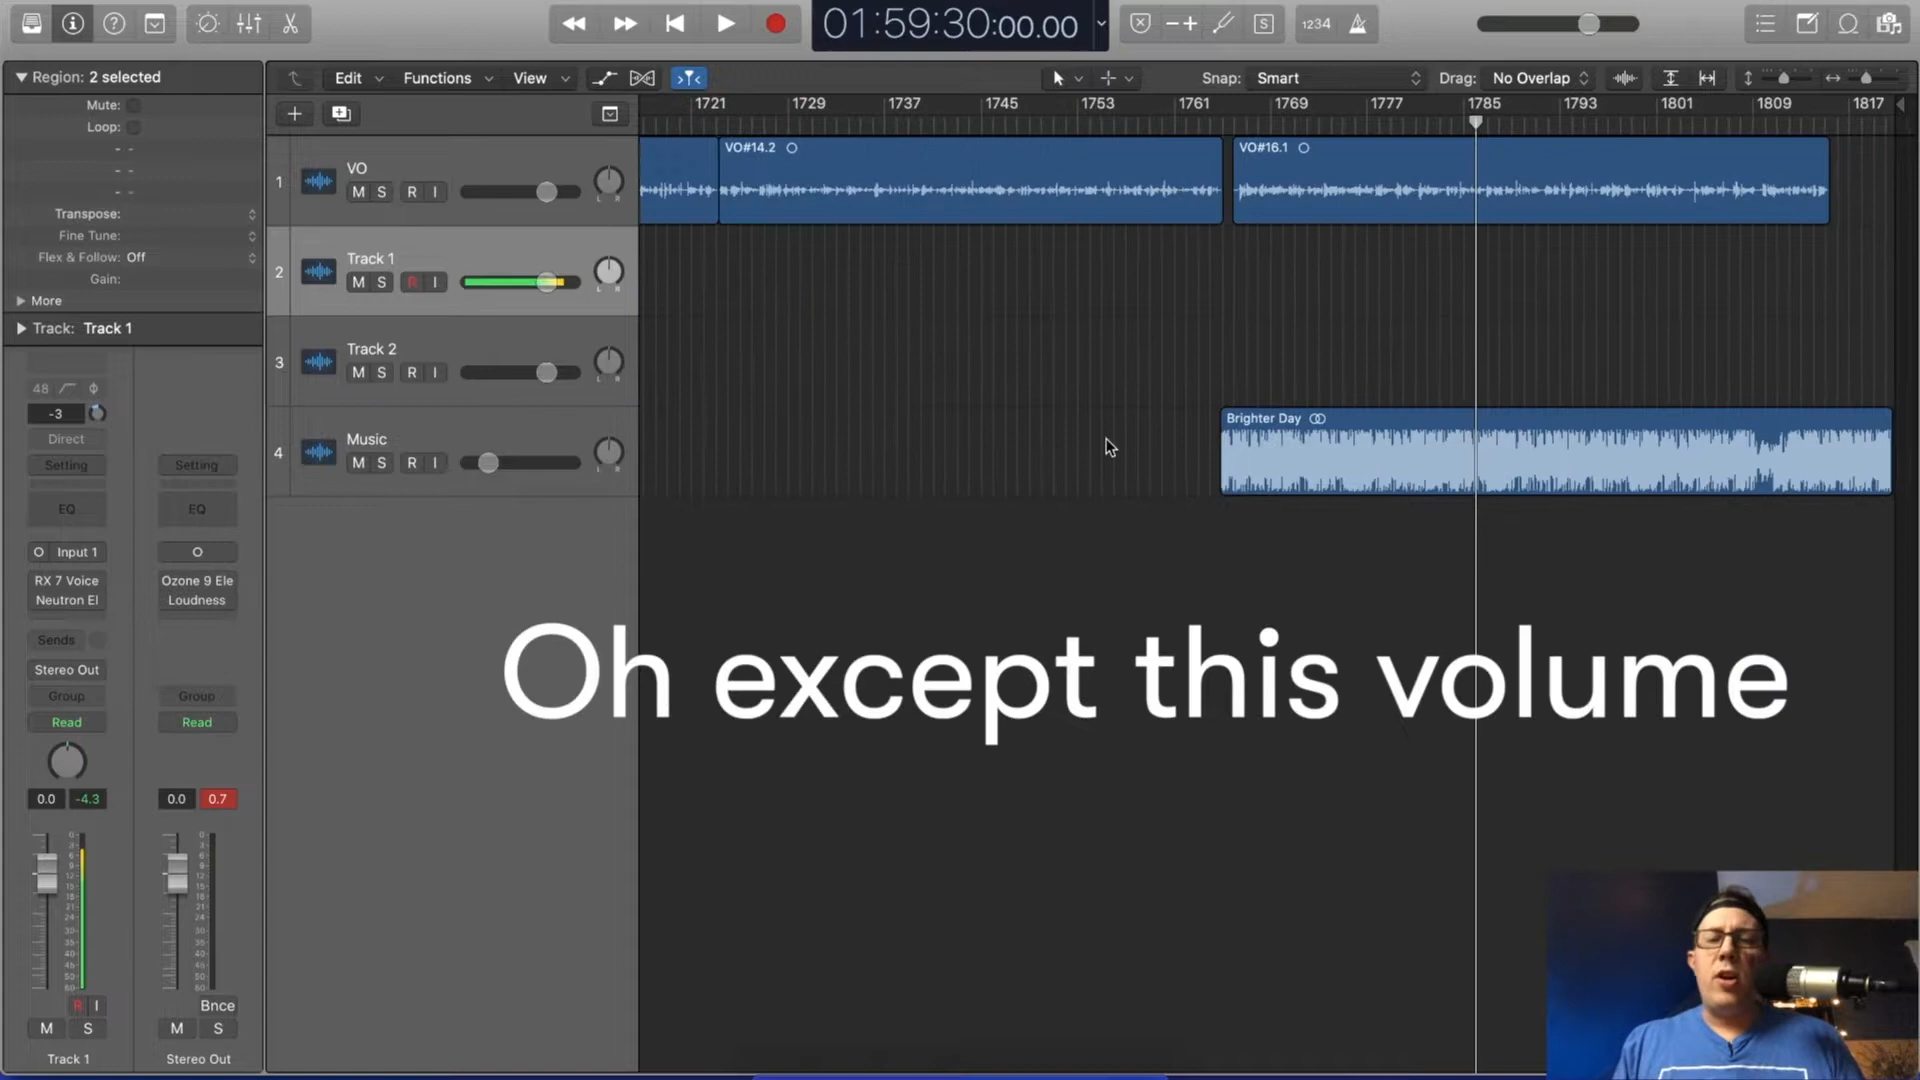 01:59:30:00.00
1234
Region: 2 selected
Mute:
Loop:
Transpose:
Fine Tune:
Flex & Follow: Off
Gain:
More
Track: Track 1
Edit Functions View
Snap: Smart
Drag: No Overlap
1721 1729 1737 1745 1753 1761 1769 1777 1785 1793 1801 1809 1817
1 VO
M S R I
L R
VO#14.2
VO#16.1
2 Track 1
M S R I
L R
3 Track 2
M S R I
L R
4 Music
M S R I
L R
Brighter Day
48
-3
Direct
Setting Setting
EQ EQ
Input 1
RX 7 Voice Ozone 9 Ele
Neutron El Loudness
Sends
Stereo Out
Group Group
Read Read
0.0 -4.3 0.0 0.7
R I Bnce
M S M S
Track 1 Stereo Out
Oh except this volume